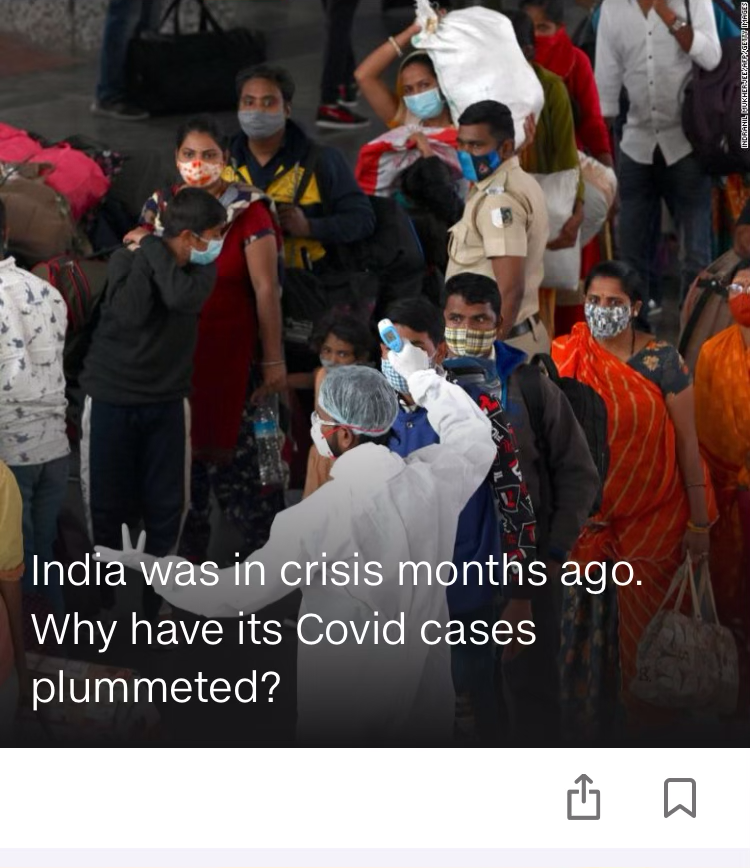 INDRANIL MUKHERJEE/AFP/GETTY IMAGES
India was in crisis months ago.
Why have its Covid cases
plummeted?